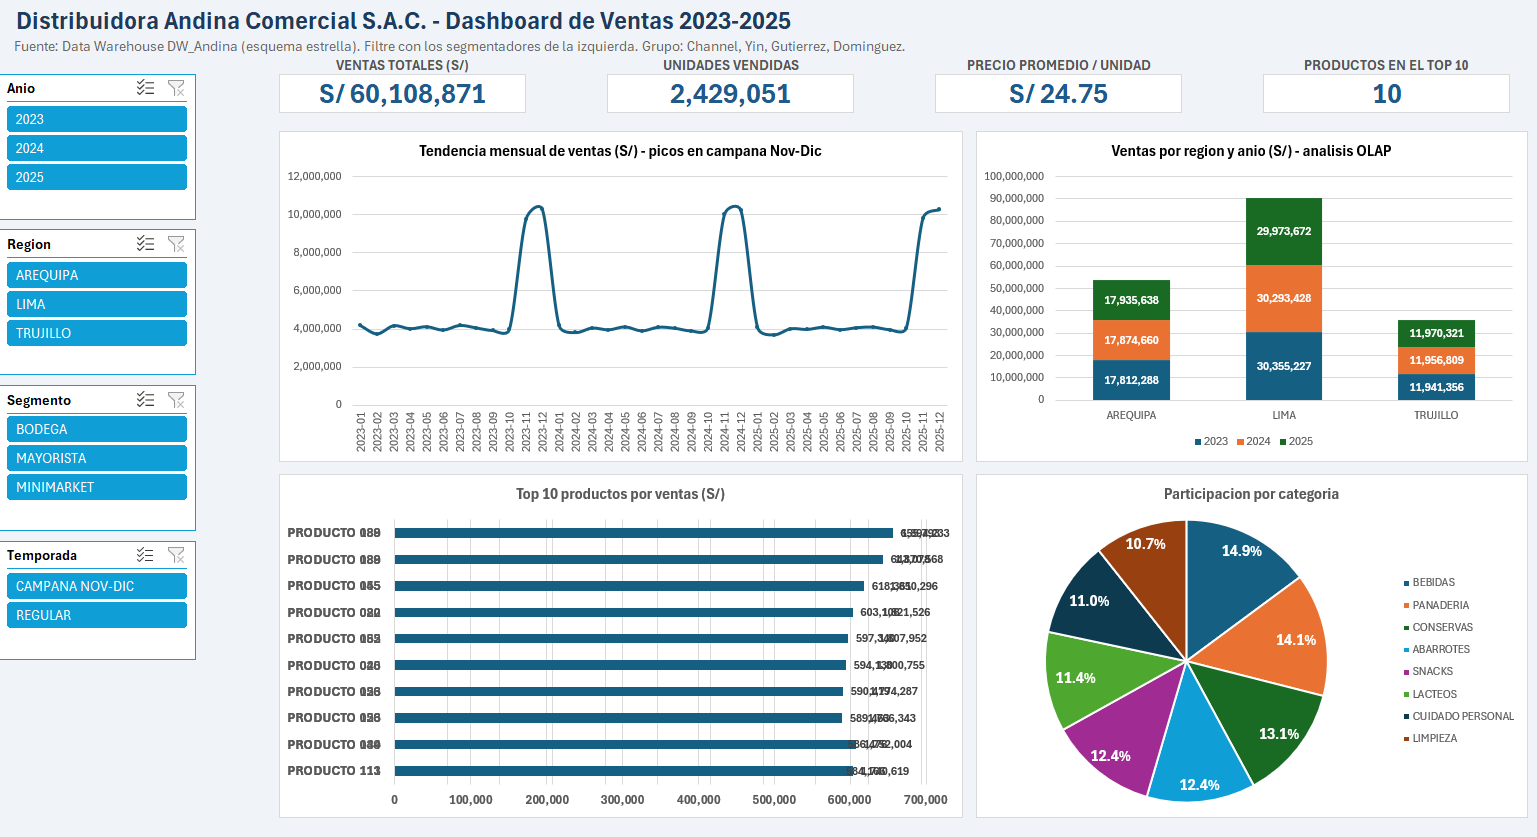 Distribuidora Andina Comercial S.A.C. - Dashboard de Ventas 2023-2025
Fuente: Data Warehouse DW_Andina (esquema estrella). Filtre con los segmentadores de la izquierda. Grupo: Channel, Yin, Gutierrez, Dominguez.
VENTAS TOTALES (S/)
S/ 60,108,871
UNIDADES VENDIDAS
2,429,051
PRECIO PROMEDIO / UNIDAD
S/ 24.75
PRODUCTOS EN EL TOP 10
10
Anio
2023
2024
2025
Region
AREQUIPA
LIMA
TRUJILLO
Segmento
BODEGA
MAYORISTA
MINIMARKET
Temporada
CAMPANA NOV-DIC
REGULAR
Tendencia mensual de ventas (S/) - picos en campana Nov-Dic
12,000,000
10,000,000
8,000,000
6,000,000
4,000,000
2,000,000
0
2023-01
2023-02
2023-03
2023-04
2023-05
2023-06
2023-07
2023-08
2023-09
2023-10
2023-11
2023-12
2024-01
2024-02
2024-03
2024-04
2024-05
2024-06
2024-07
2024-08
2024-09
2024-10
2024-11
2024-12
2025-01
2025-02
2025-03
2025-04
2025-05
2025-06
2025-07
2025-08
2025-09
2025-10
2025-11
2025-12
Ventas por region y anio (S/) - analisis OLAP
100,000,000
90,000,000
80,000,000
70,000,000
60,000,000
50,000,000
40,000,000
30,000,000
20,000,000
10,000,000
0
17,935,638
17,874,660
17,812,288
29,973,672
30,293,428
30,355,227
11,970,321
11,956,809
11,941,356
AREQUIPA
LIMA
TRUJILLO
2023
2024
2025
Top 10 productos por ventas (S/)
PRODUCTO
PRODUCTO
PRODUCTO
PRODUCTO
PRODUCTO
PRODUCTO
PRODUCTO
PRODUCTO
PRODUCTO
PRODUCTO
0
100,000
200,000
300,000
400,000
500,000
600,000
700,000
Participacion por categoria
14.9%
14.1%
13.1%
12.4%
12.4%
11.4%
11.0%
10.7%
BEBIDAS
PANADERIA
CONSERVAS
ABARROTES
SNACKS
LACTEOS
CUIDADO PERSONAL
LIMPIEZA